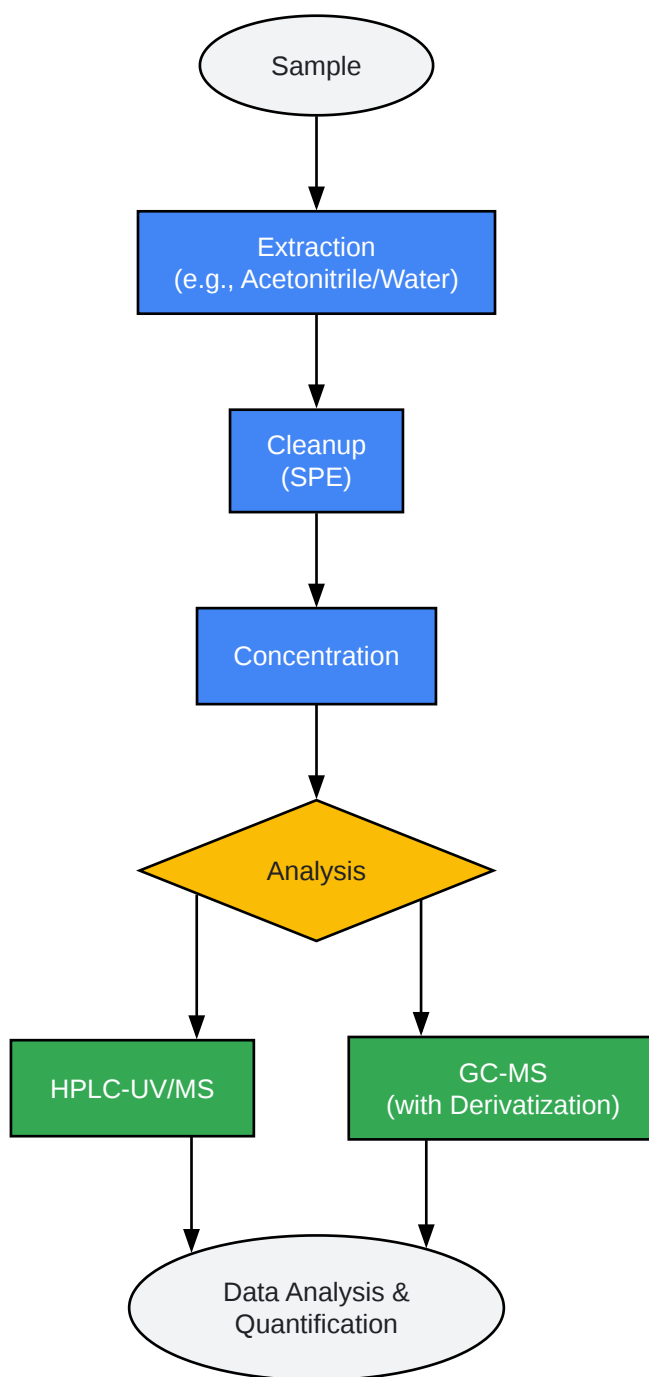 Sample
Extraction
(e.g., Acetonitrile/Water)
Cleanup
(SPE)
Concentration
Analysis
HPLC-UV/MS
GC-MS
(with Derivatization)
Data Analysis &
Quantification